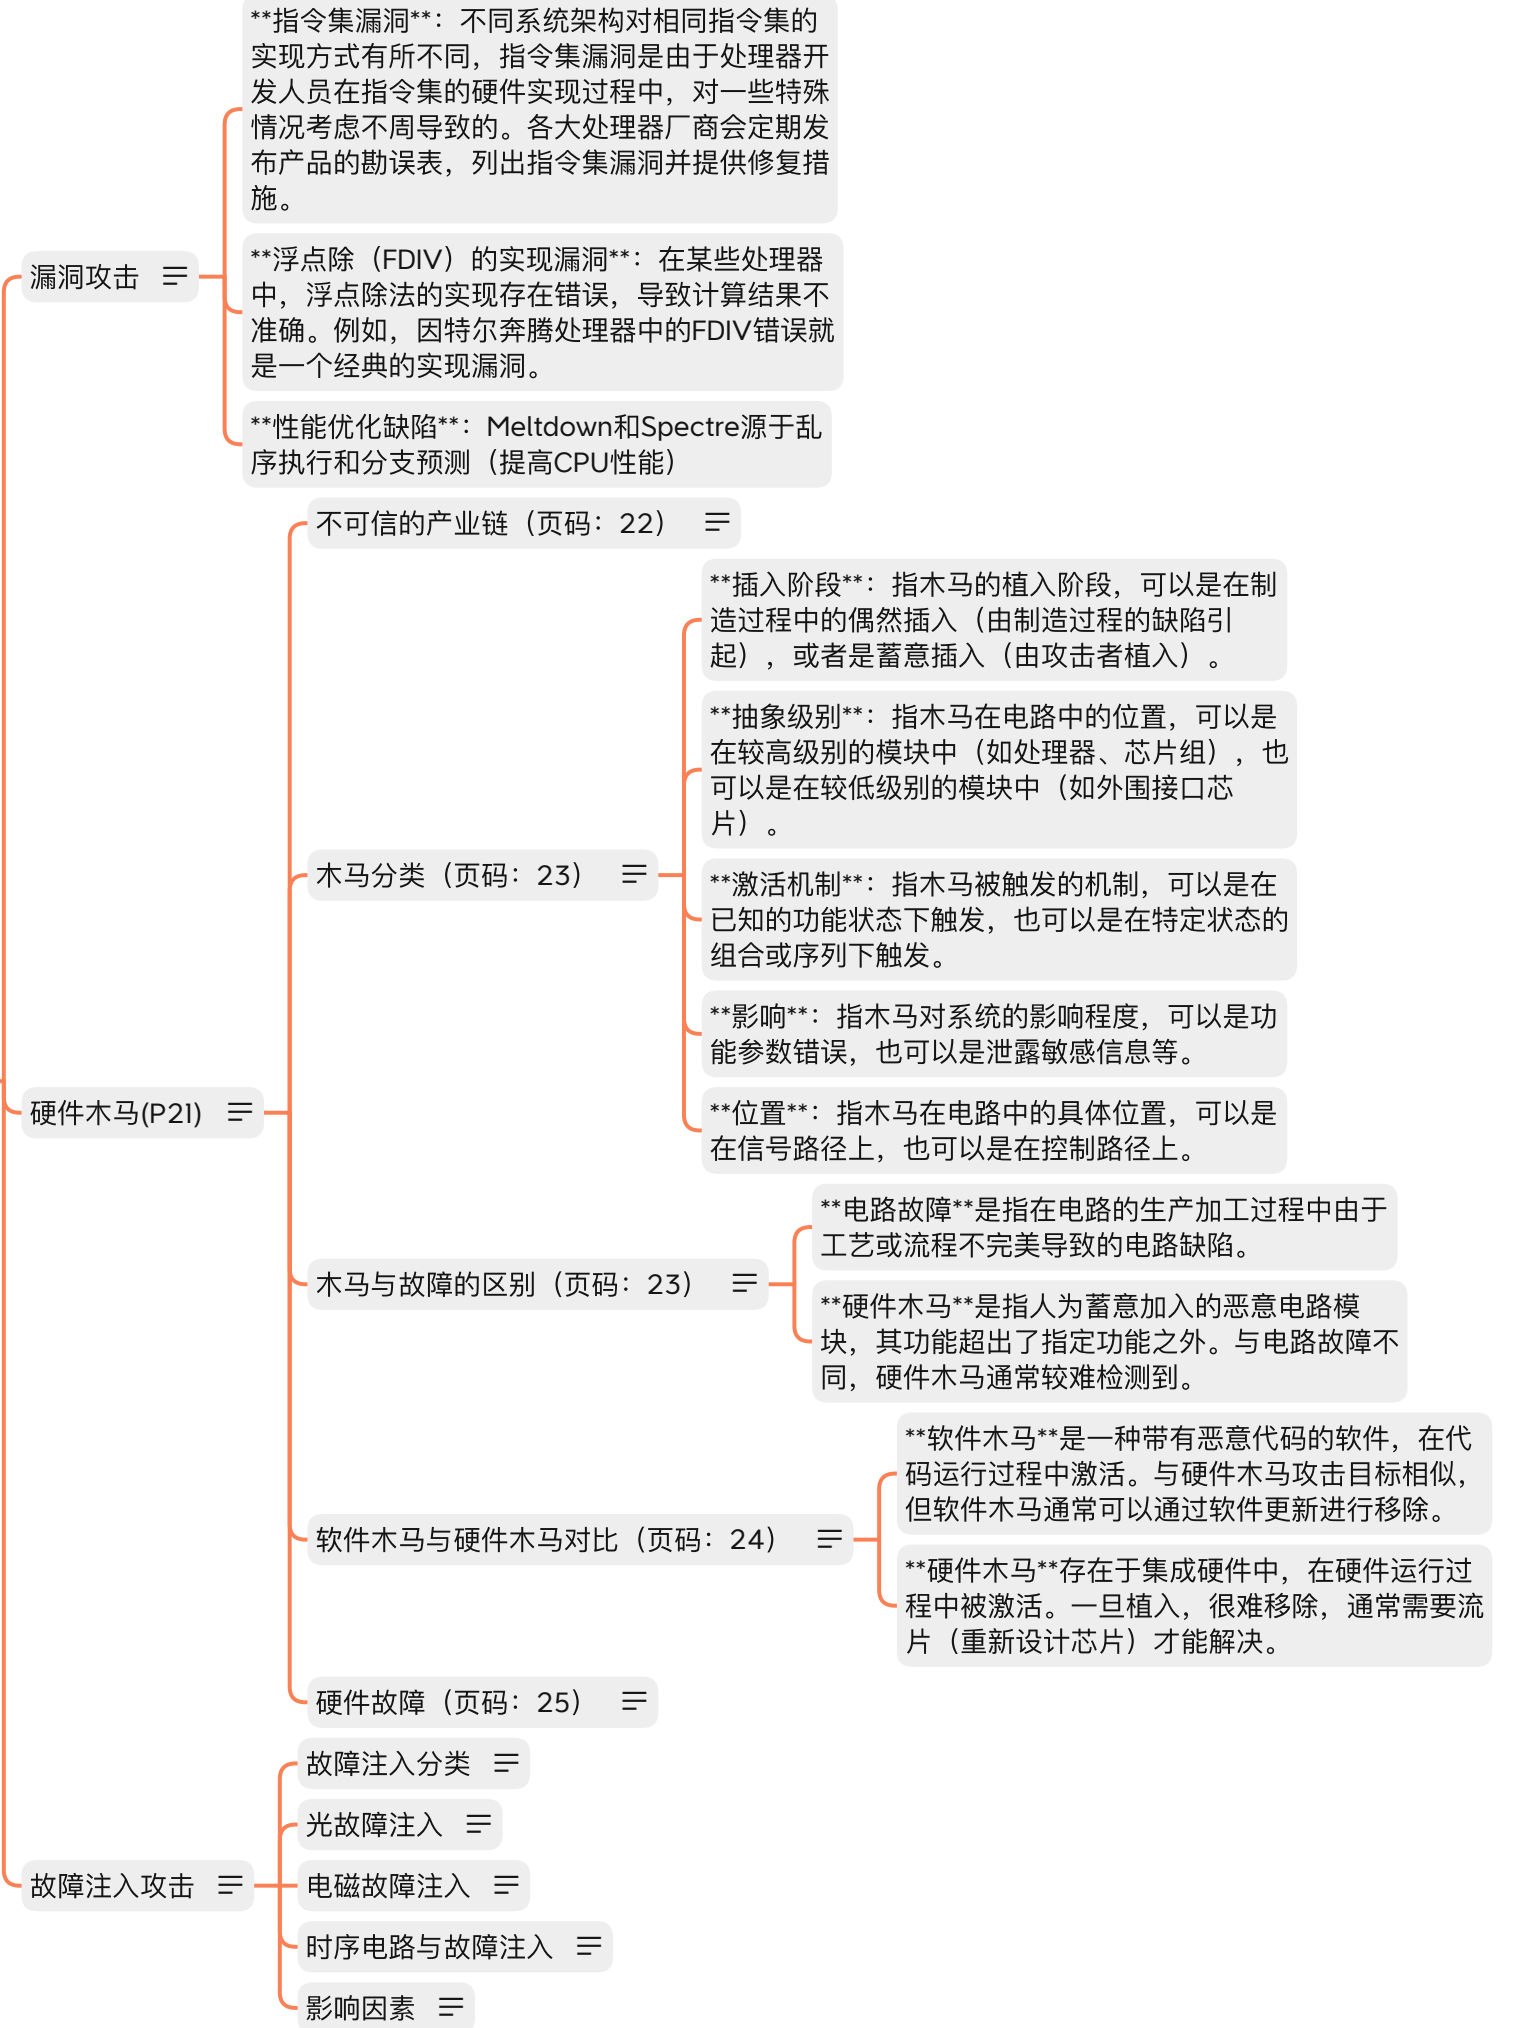 **指令集漏洞**：不同系统架构对相同指令集的
实现方式有所不同，指令集漏洞是由于处理器开
发人员在指令集的硬件实现过程中，对一些特殊
情况考虑不周导致的。各大处理器厂商会定期发
布产品的勘误表，列出指令集漏洞并提供修复措
施。
漏洞攻击
**浮点除（FDIV）的实现漏洞**：在某些处理器
中，浮点除法的实现存在错误，导致计算结果不
准确。例如，因特尔奔腾处理器中的FDIV错误就
是一个经典的实现漏洞。
**性能优化缺陷**：Meltdown和Spectre源于乱
序执行和分支预测（提高CPU性能）
不可信的产业链（页码：22）
**插入阶段**：指木马的植入阶段，可以是在制
造过程中的偶然插入（由制造过程的缺陷引
起），或者是蓄意插入（由攻击者植入）。
**抽象级别**：指木马在电路中的位置，可以是
在较高级别的模块中（如处理器、芯片组），也
可以是在较低级别的模块中（如外围接口芯
片）。
木马分类（页码：23）
**激活机制**：指木马被触发的机制，可以是在
已知的功能状态下触发，也可以是在特定状态的
组合或序列下触发。
**影响**：指木马对系统的影响程度，可以是功
能参数错误，也可以是泄露敏感信息等。
硬件木马(P21)
**位置**：指木马在电路中的具体位置，可以是
在信号路径上，也可以是在控制路径上。
木马与故障的区别（页码：23）
**电路故障**是指在电路的生产加工过程中由于
工艺或流程不完美导致的电路缺陷。
**硬件木马**是指人为蓄意加入的恶意电路模
块，其功能超出了指定功能之外。与电路故障不
同，硬件木马通常较难检测到。
软件木马与硬件木马对比（页码：24）
**软件木马**是一种带有恶意代码的软件，在代
码运行过程中激活。与硬件木马攻击目标相似，
但软件木马通常可以通过软件更新进行移除。
**硬件木马**存在于集成硬件中，在硬件运行过
程中被激活。一旦植入，很难移除，通常需要流
片（重新设计芯片）才能解决。
硬件故障（页码：25）
故障注入攻击
故障注入分类
光故障注入
电磁故障注入
时序电路与故障注入
影响因素